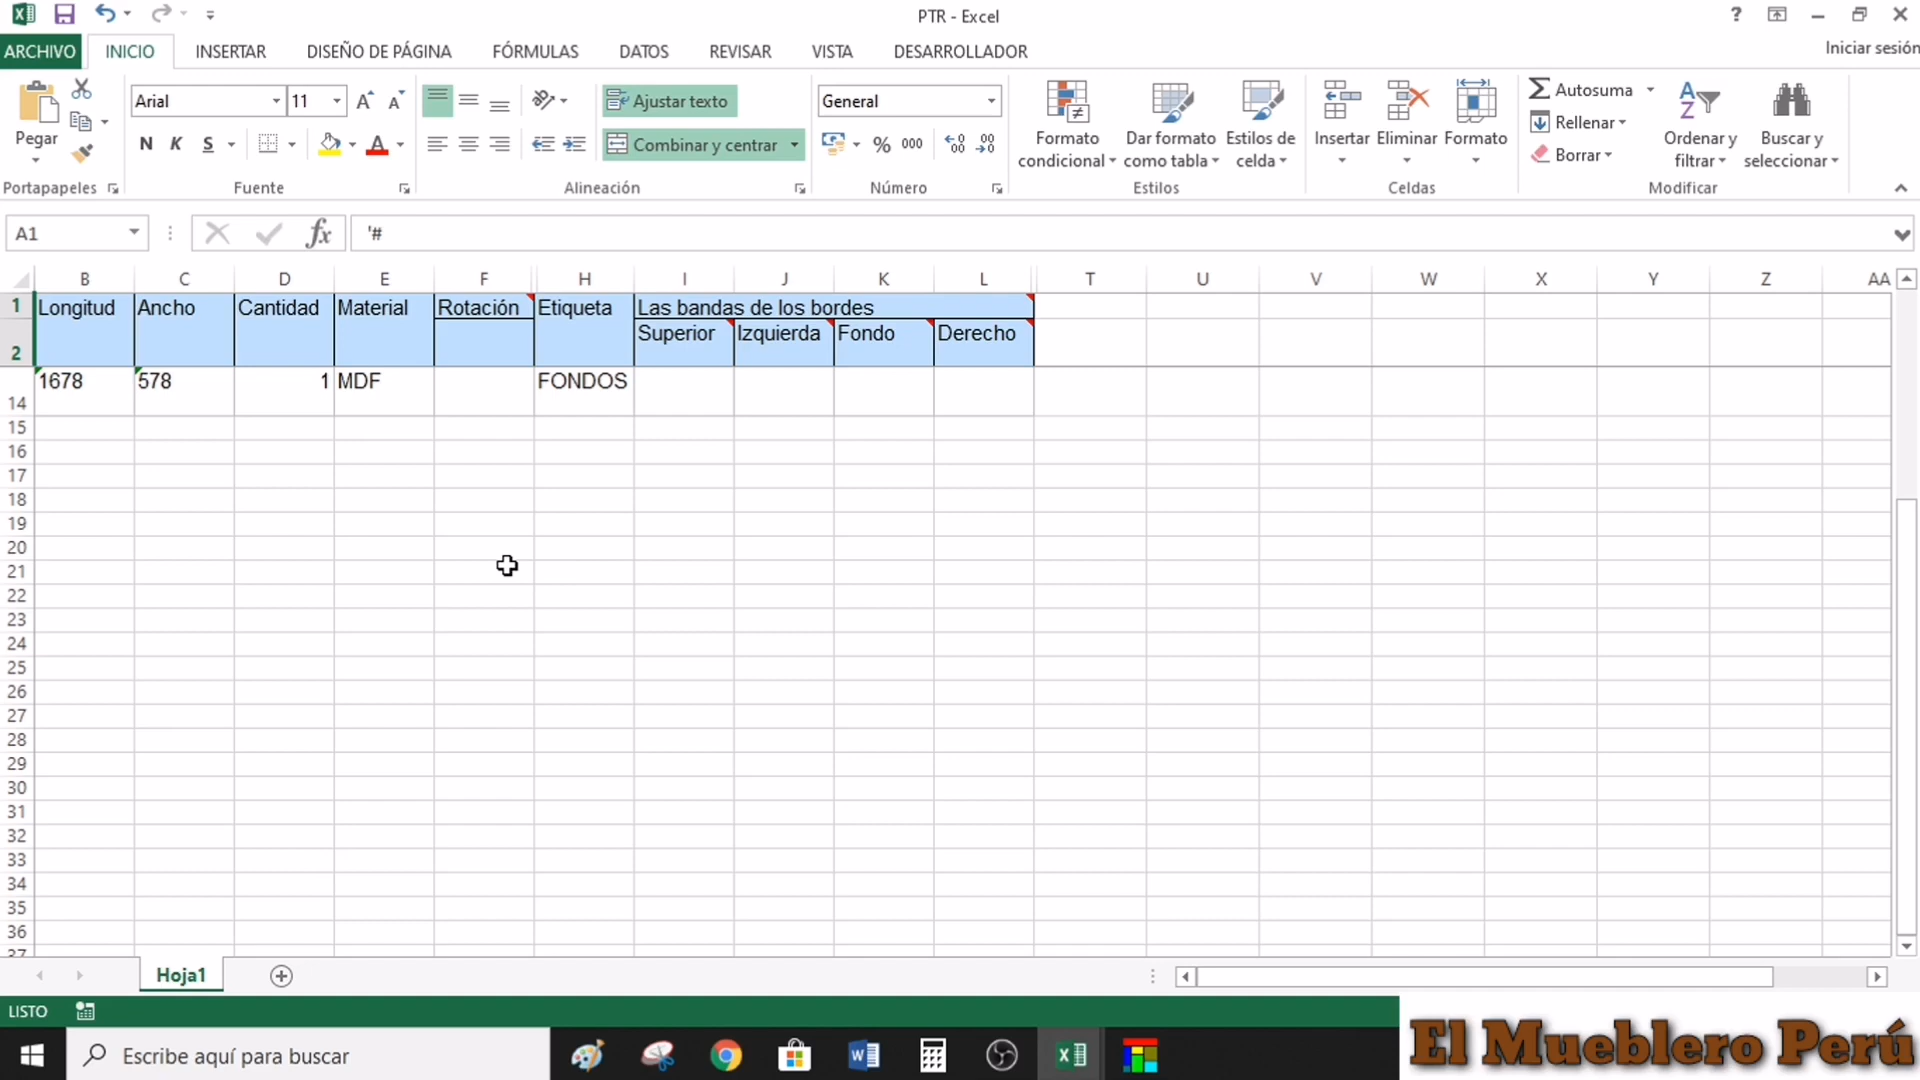 PTR - Excel
?
Iniciar sesión
ARCHIVO INICIO INSERTAR DISEÑO DE PÁGINA FÓRMULAS DATOS REVISAR VISTA DESARROLLADOR
Pegar
Portapapeles
Arial 11
N K S A
Fuente
Ajustar texto
Combinar y centrar
Alineación
General
% 000
Número
Formato condicional
Dar formato como tabla
Estilos de celda
Estilos
Insertar Eliminar Formato
Celdas
Autosuma
Rellenar
Borrar
Ordenar y filtrar
Buscar y seleccionar
Modificar
A1 fx '#
B C D E F H I J K L T U V W X Y Z AA
1 Longitud Ancho Cantidad Material Rotación Etiqueta Las bandas de los bordes
2 Superior Izquierda Fondo Derecho
14 1678 578 1 MDF FONDOS
15
16
17
18
19
20
21
22
23
24
25
26
27
28
29
30
31
32
33
34
35
36
37
Hoja1
LISTO
Escribe aquí para buscar
El Mueblero Perú